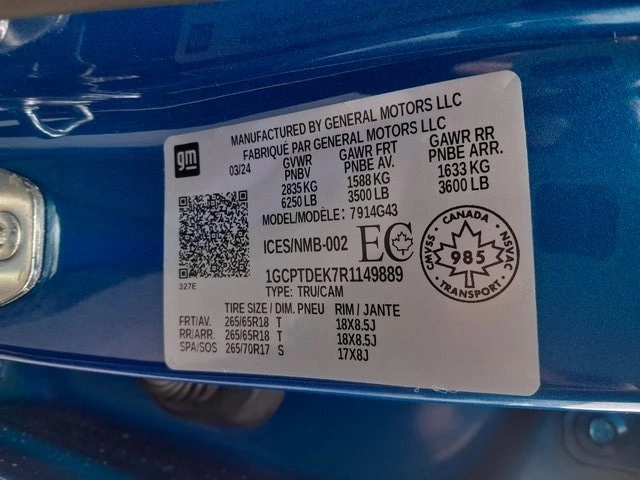 MANUFACTURED BY GENERAL MOTORS LLC
FABRIQUÉ PAR GENERAL MOTORS LLC
gm
03/24
GVWR GAWR FRT GAWR RR
PNBV PNBE AV. PNBE ARR.
2835 KG 1588 KG 1633 KG
6250 LB 3500 LB 3600 LB
MODEL/MODÈLE: 7914G43
ICES/NMB-002 EC
CANADA
CMVSS 985 NSVAC
TRANSPORT
1GCPTDEK7R1149889
327E
TYPE: TRU/CAM
TIRE SIZE / DIM. PNEU RIM / JANTE
FRT/AV. 265/65R18 T 18X8.5J
RR/ARR. 265/65R18 T 18X8.5J
SPA/SOS 265/70R17 S 17X8J